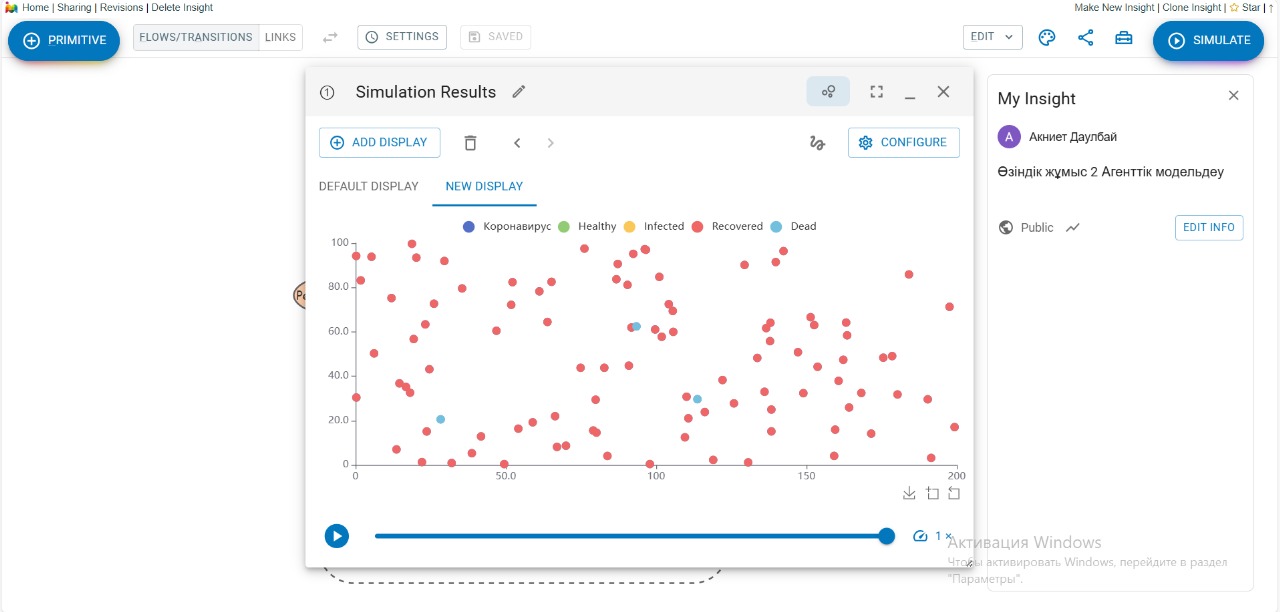 Home | Sharing | Revisions | Delete Insight
Make New Insight | Clone Insight | Star | ↑
PRIMITIVE
FLOWS/TRANSITIONS LINKS
SETTINGS
SAVED
EDIT
SIMULATE
1 Simulation Results
ADD DISPLAY
CONFIGURE
DEFAULT DISPLAY NEW DISPLAY
Коронавирус Healthy Infected Recovered Dead
100
80.0
60.0
40.0
20.0
0
0 50.0 100 150 200
1 ×
My Insight
А Акниет Даулбай
Өзіндік жұмыс 2 Агенттік модельдеу
Public
EDIT INFO
Активация Windows
Чтобы активировать Windows, перейдите в раздел
"Параметры".